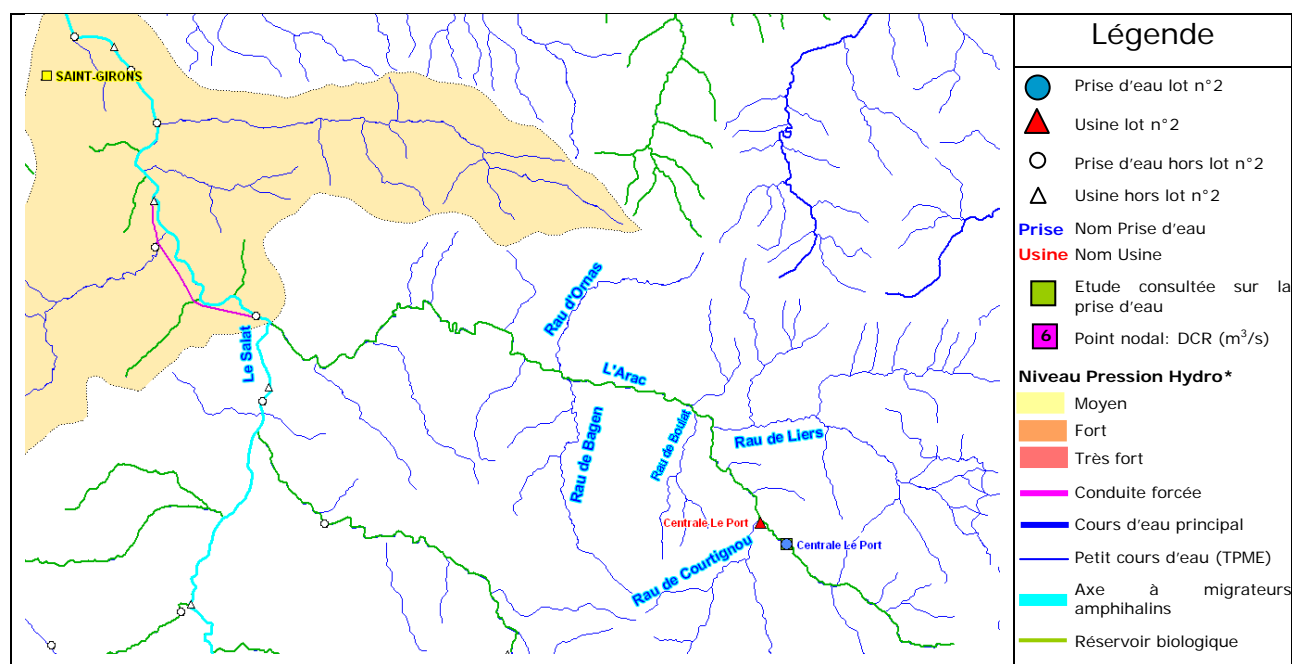 SAINT-GIRONS
Le Salat
Rau d'Ornas
L'Arac
Rau de Bagen
Rau de Boulat
Rau de Liers
Centrale Le Port
Centrale Le Port
Rau de Courtignou
Légende
Prise d'eau lot n°2
Usine lot n°2
Prise d'eau hors lot n°2
Usine hors lot n°2
Prise Nom Prise d'eau
Usine Nom Usine
Etude consultée sur la
prise d'eau
6 Point nodal: DCR (m³/s)
Niveau Pression Hydro*
Moyen
Fort
Très fort
Conduite forcée
Cours d'eau principal
Petit cours d'eau (TPME)
Axe à migrateurs
amphihalins
Réservoir biologique